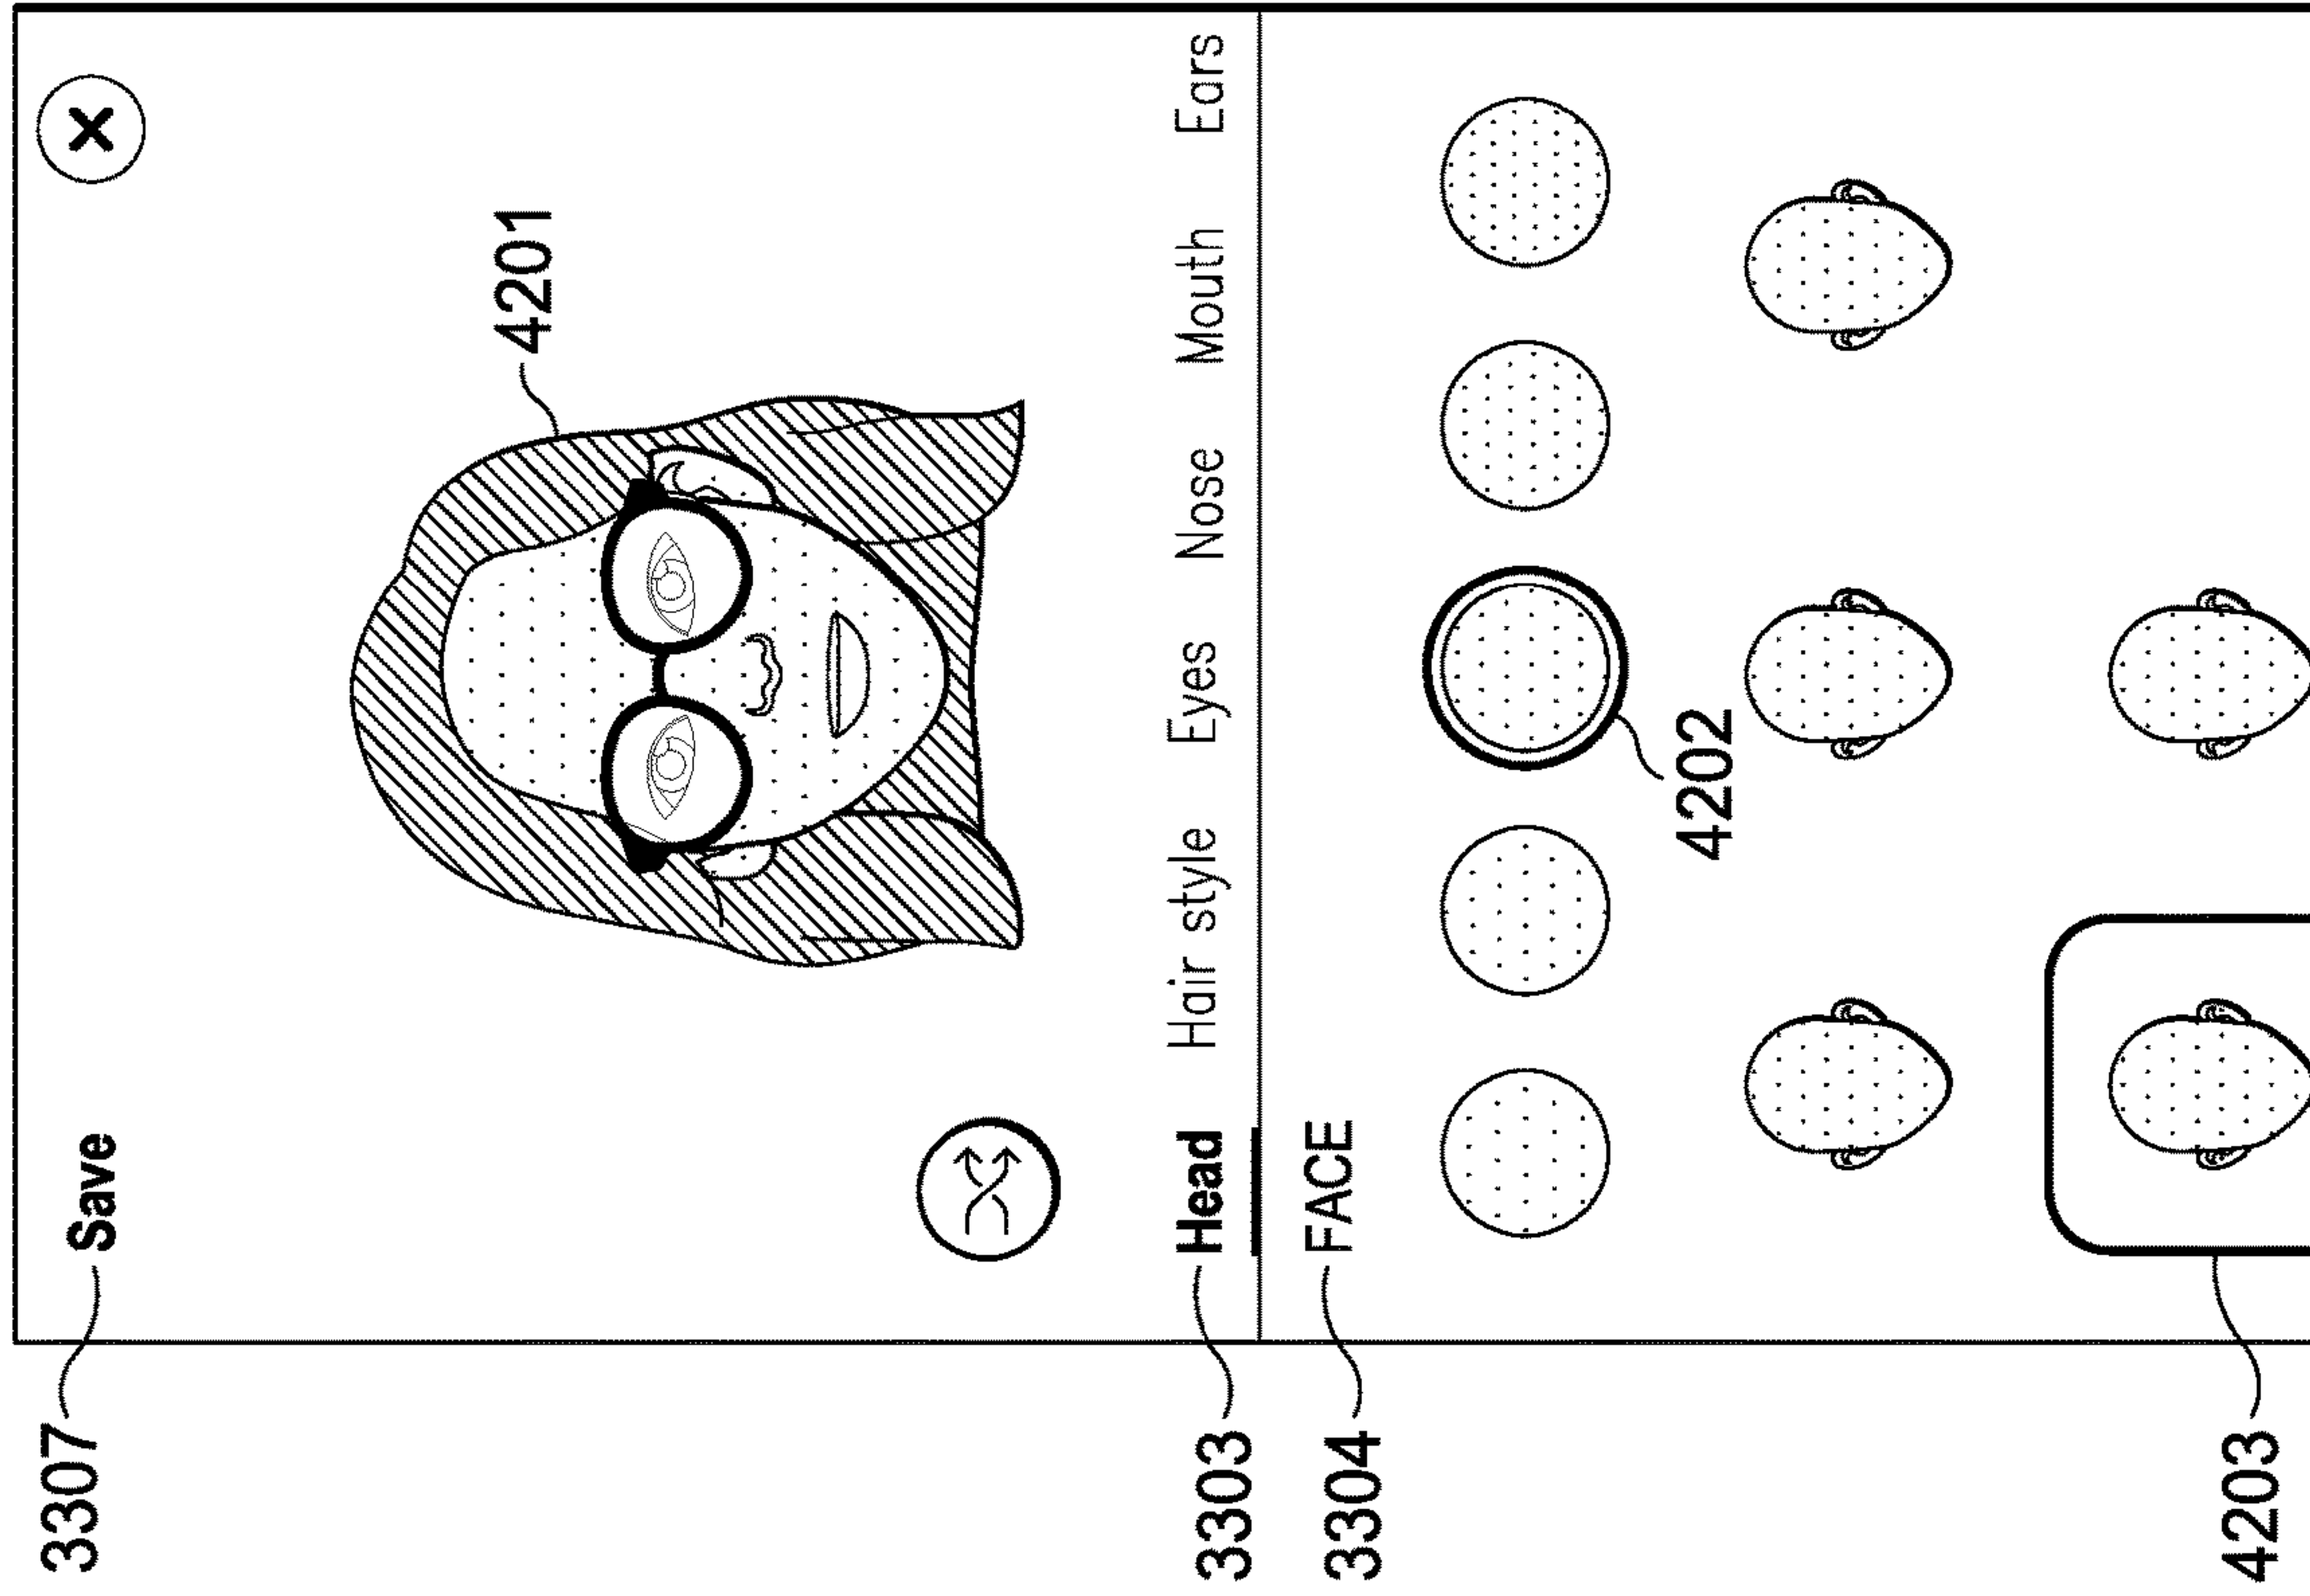 3307 Save X
4201
3303 Head Hair style Eyes Nose Mouth Ears
3304 FACE
4202
4203